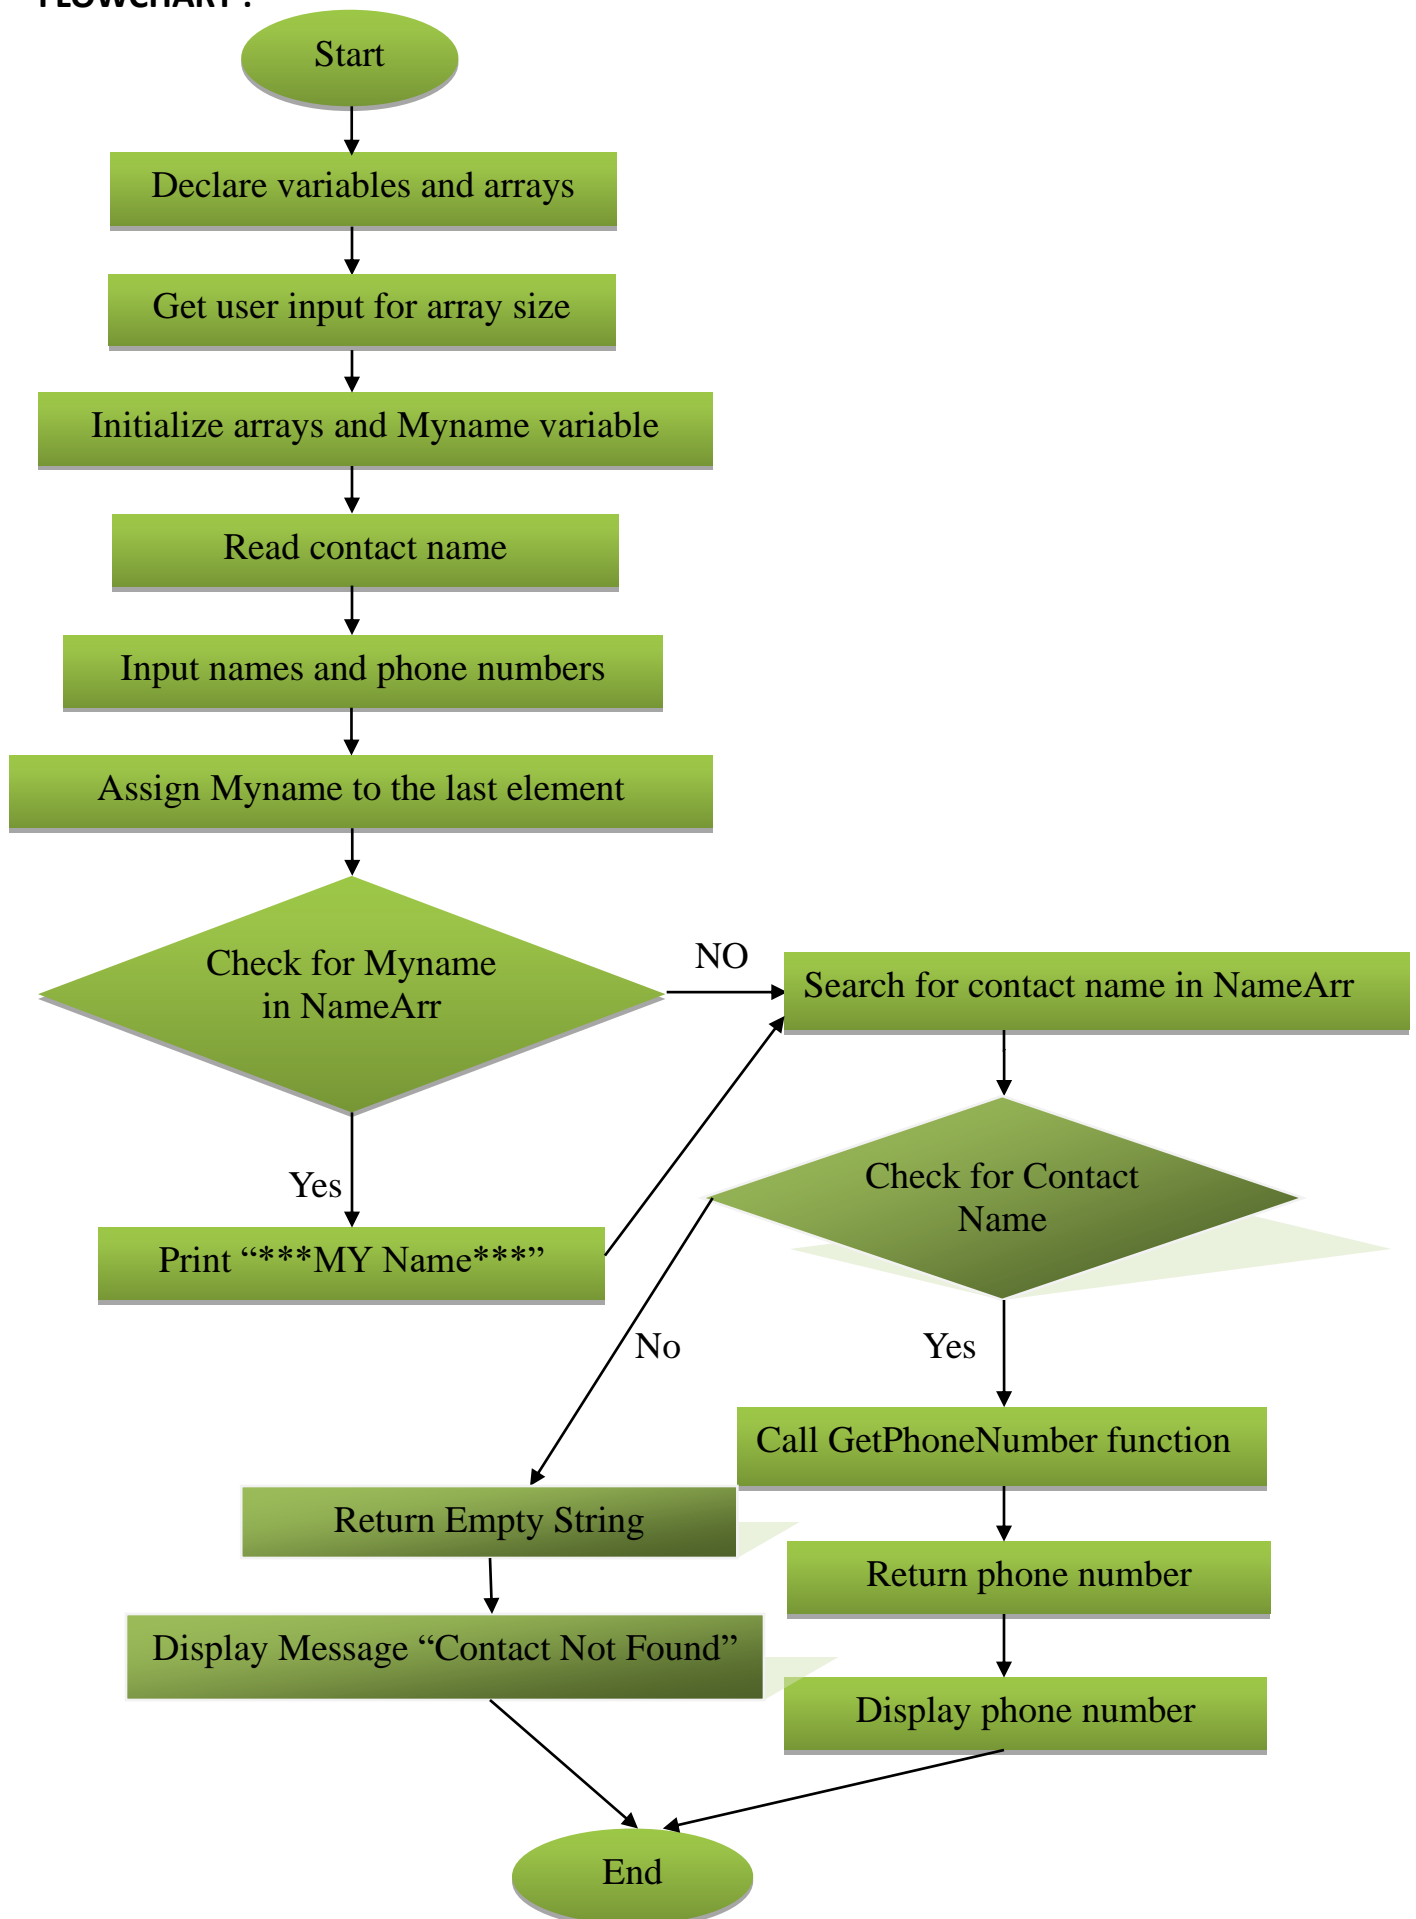 FLOWCHART :
Start
Declare variables and arrays
Get user input for array size
Initialize arrays and Myname variable
Read contact name
Input names and phone numbers
Assign Myname to the last element
Check for Myname
in NameArr
NO
Search for contact name in NameArr
Yes
Print “***MY Name***”
Check for Contact
Name
No
Yes
Call GetPhoneNumber function
Return Empty String
Return phone number
Display Message “Contact Not Found”
Display phone number
End